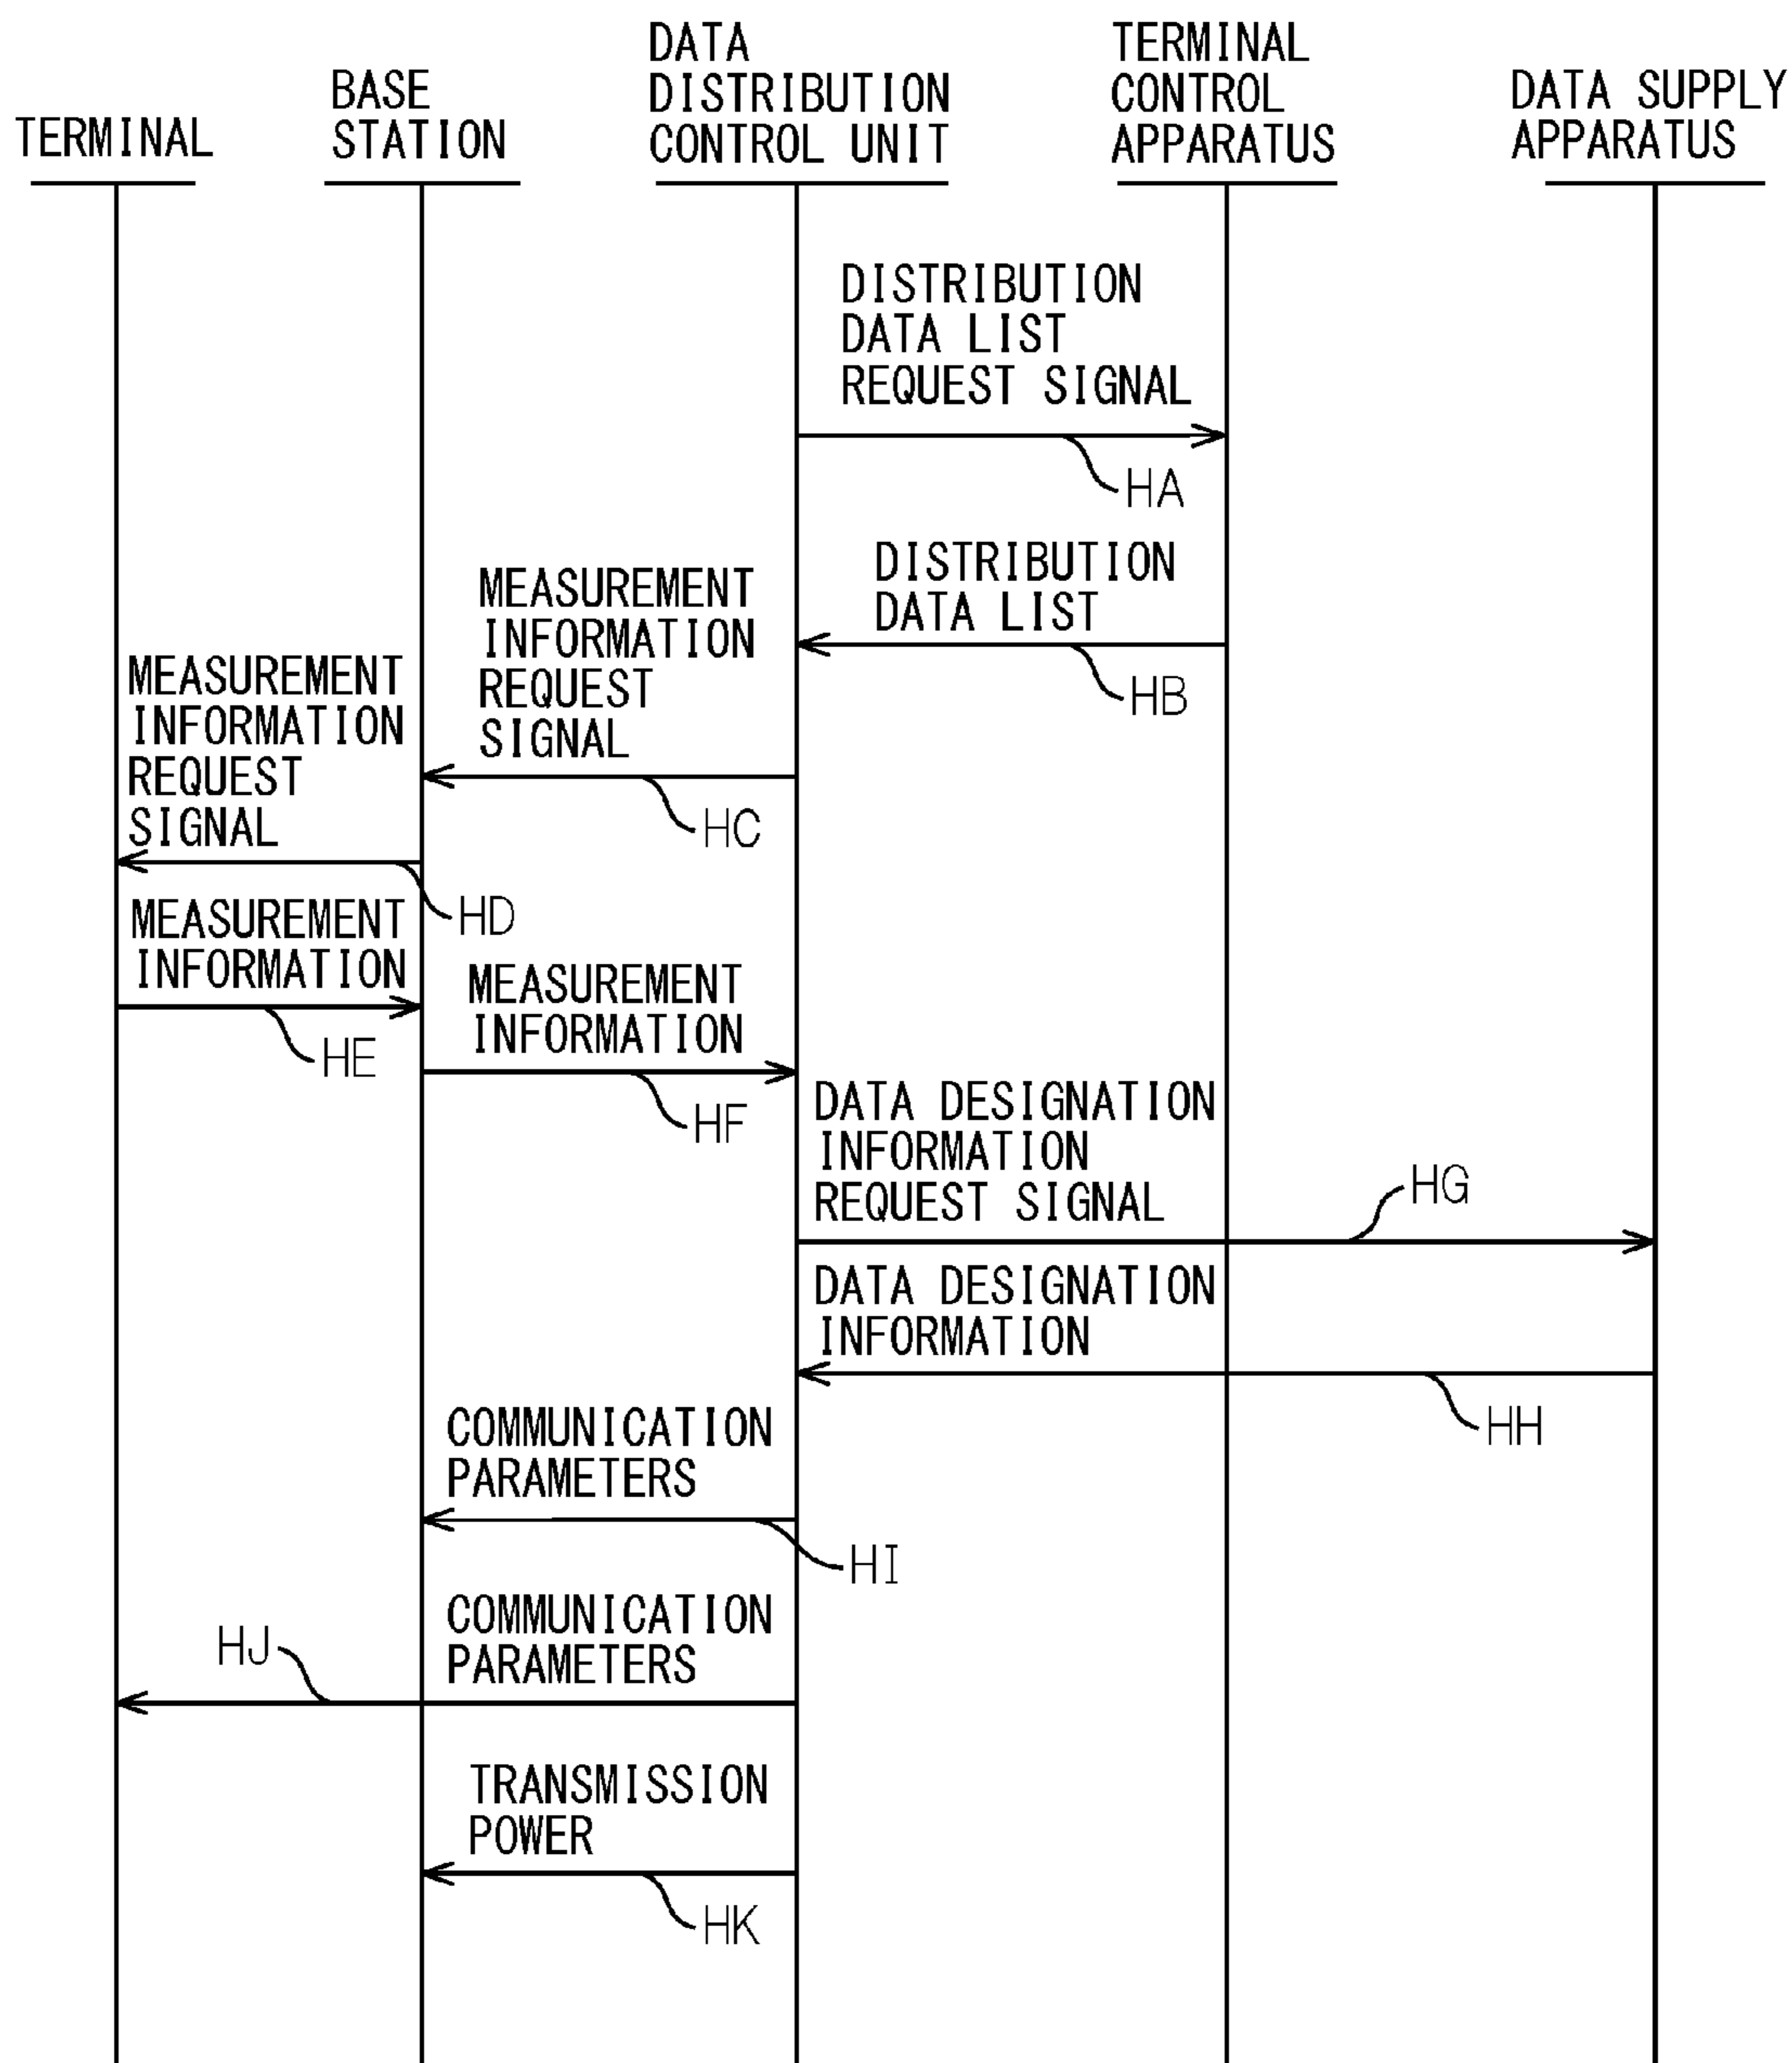 TERMINAL
BASE
STATION
DATA
DISTRIBUTION
CONTROL UNIT
TERMINAL
CONTROL
APPARATUS
DATA SUPPLY
APPARATUS
DISTRIBUTION
DATA LIST
REQUEST SIGNAL
HA
DISTRIBUTION
DATA LIST
HB
MEASUREMENT
INFORMATION
REQUEST
SIGNAL
HC
MEASUREMENT
INFORMATION
REQUEST
SIGNAL
HD
MEASUREMENT
INFORMATION
HE
MEASUREMENT
INFORMATION
HF
DATA DESIGNATION
INFORMATION
REQUEST SIGNAL
HG
DATA DESIGNATION
INFORMATION
HH
COMMUNICATION
PARAMETERS
HI
COMMUNICATION
PARAMETERS
HJ
TRANSMISSION
POWER
HK